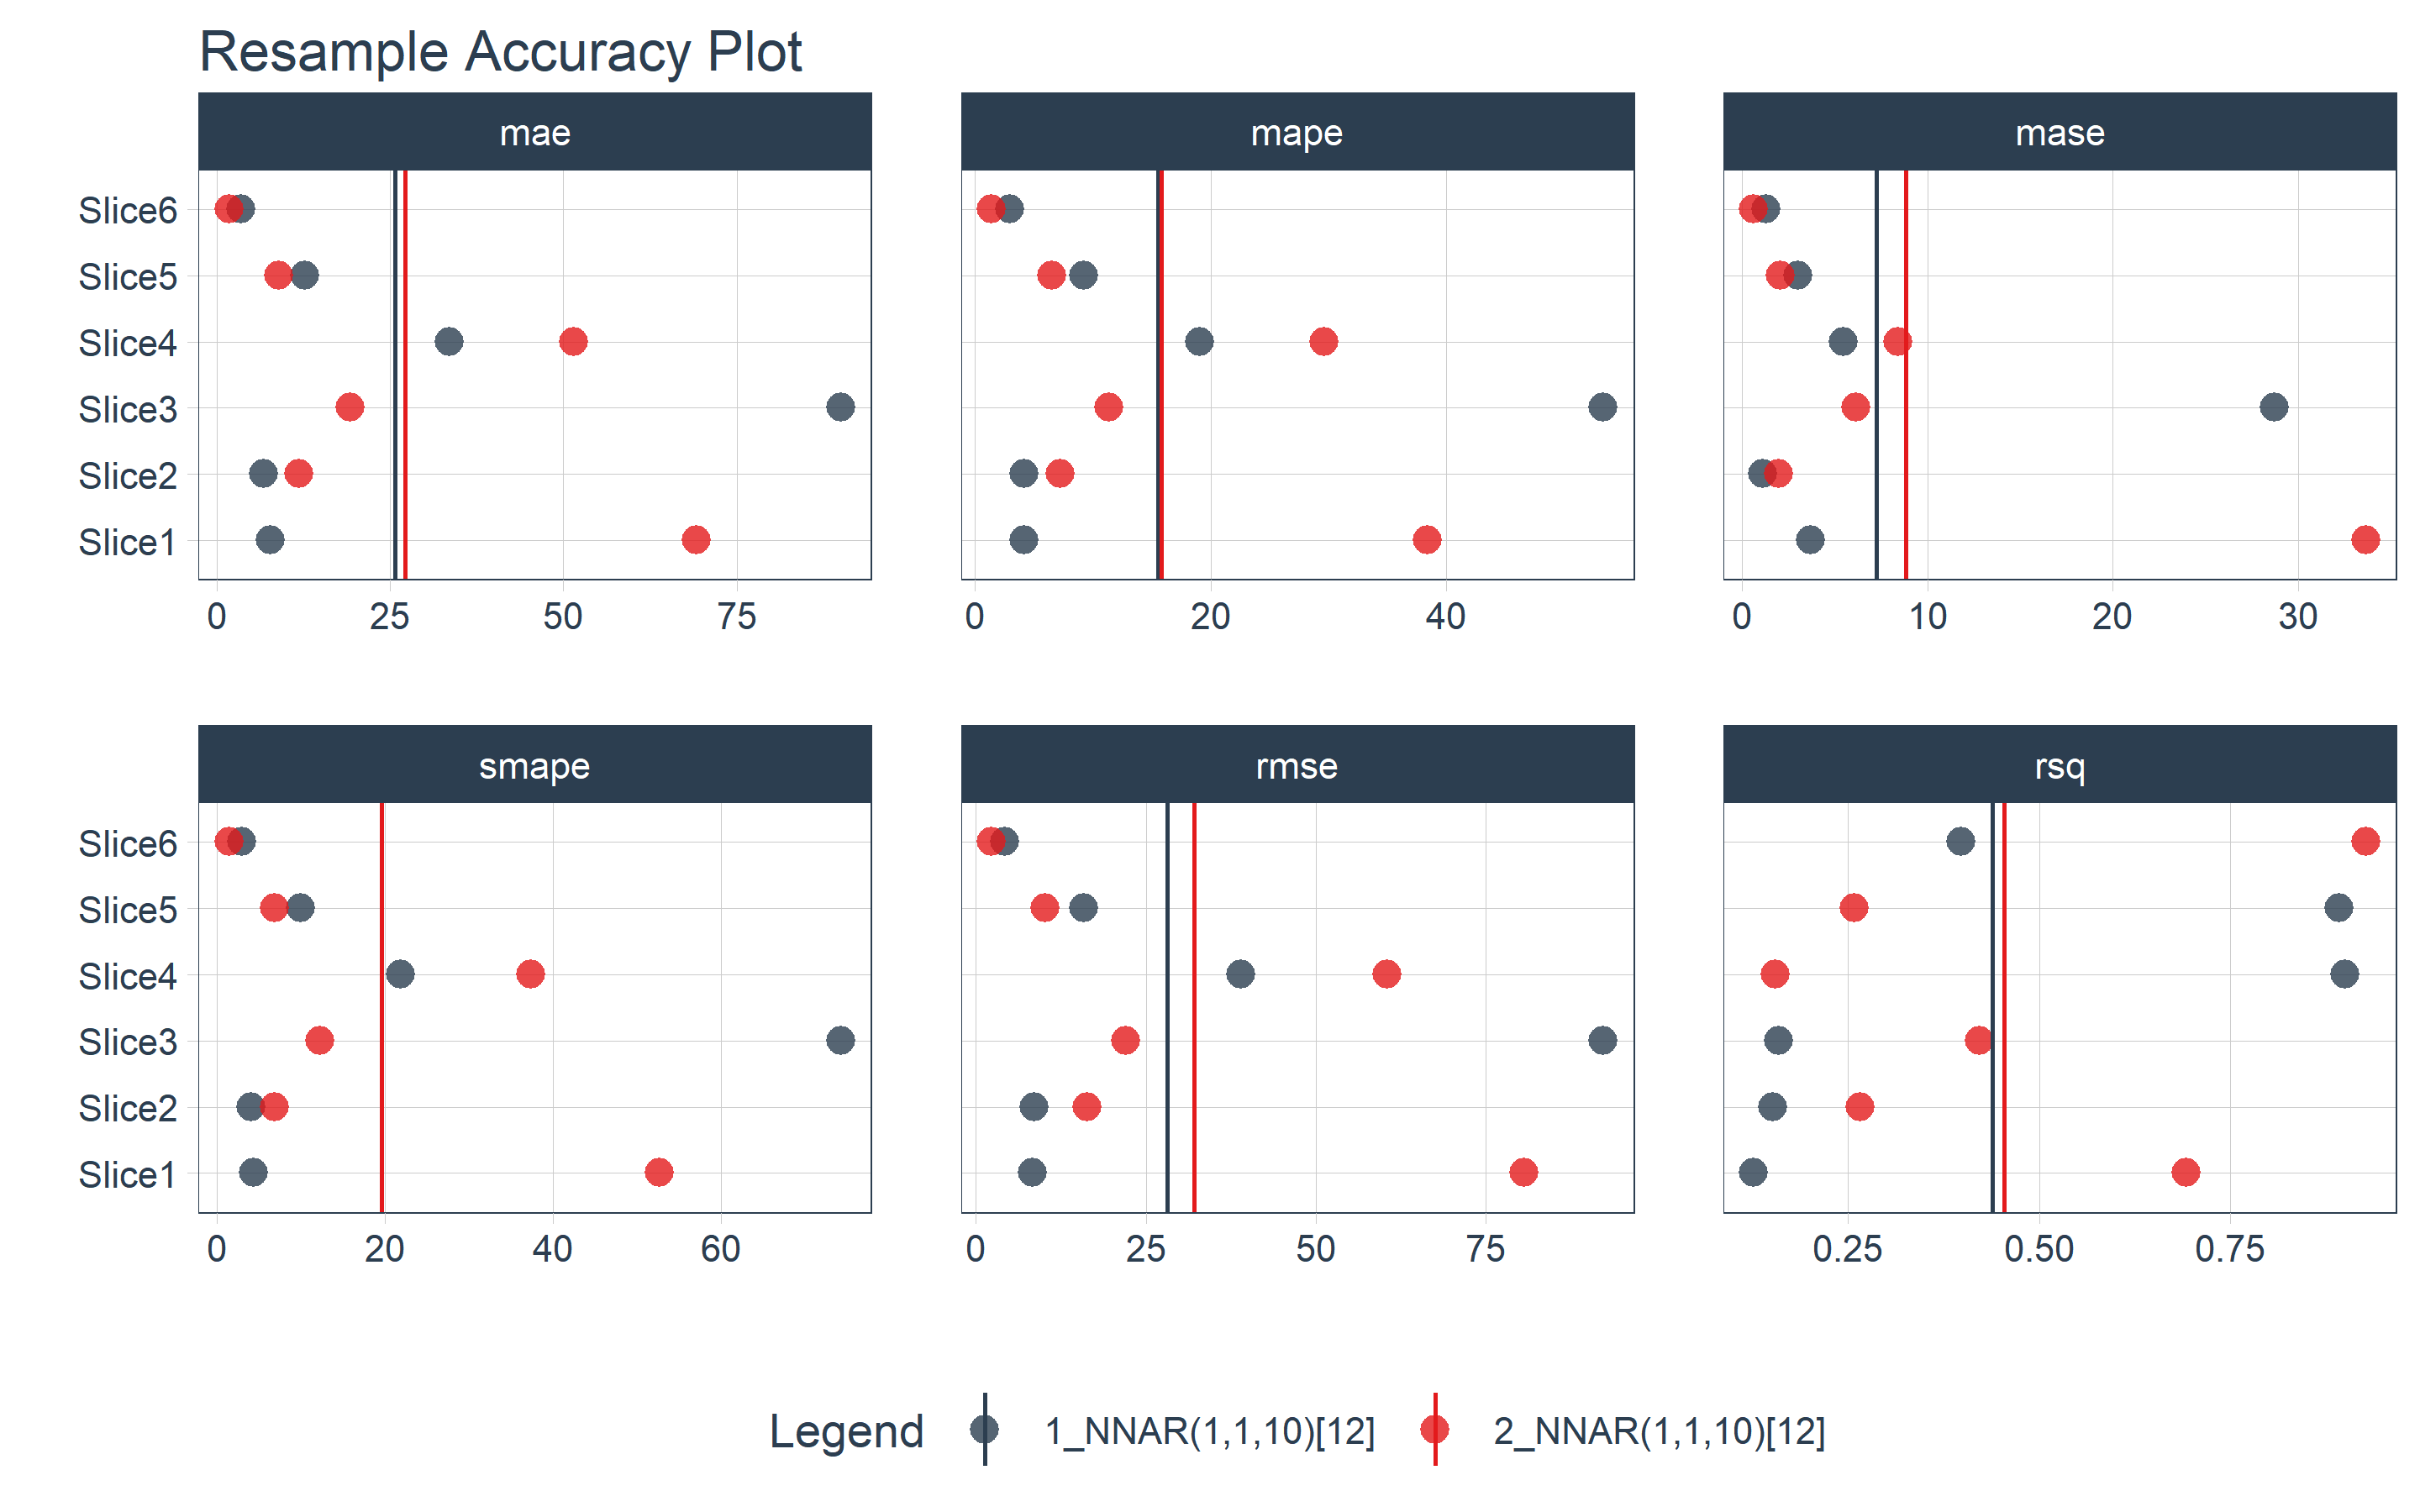 Resample Accuracy Plot
mae mape mase
Slice6
Slice5
Slice4
Slice3
Slice2
Slice1
0 25 50 75 0 20 40 0 10 20 30
smape rmse rsq
Slice6
Slice5
Slice4
Slice3
Slice2
Slice1
0 20 40 60 0 25 50 75 0.25 0.50 0.75
Legend 1_NNAR(1,1,10)[12] 2_NNAR(1,1,10)[12]